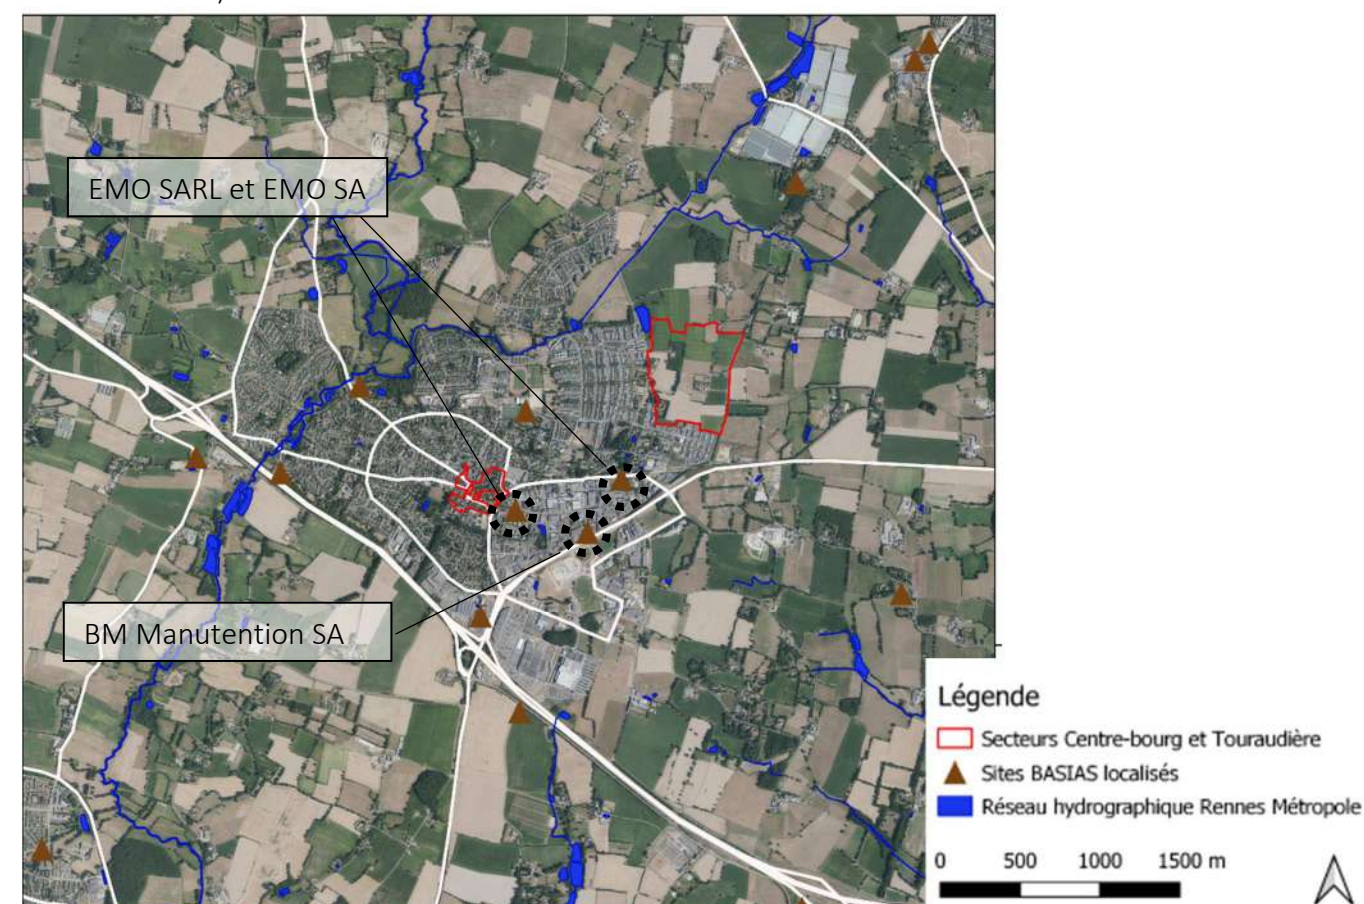 EMO SARL et EMO SA
BM Manutention SA
Légende
Secteurs Centre-bourg et Touraudière
Sites BASIAS localisés
Réseau hydrographique Rennes Métropole
0 500 1000 1500 m